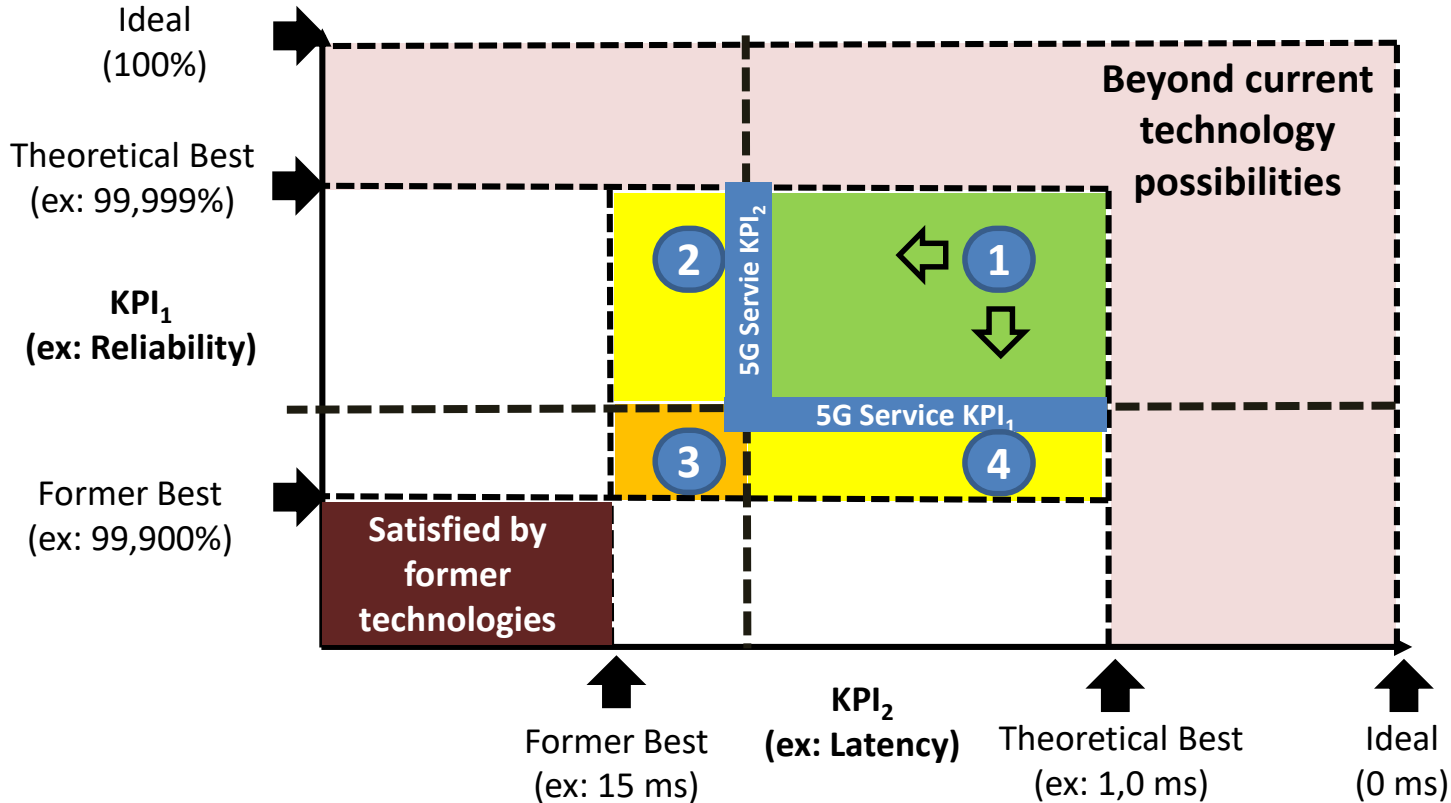 Ideal
(100%)
Theoretical Best
(ex: 99,999%)
KPI₁
(ex: Reliability)
Former Best
(ex: 99,900%)
Beyond current
technology
possibilities
2
1
5G Servie KPI₂
5G Service KPI₁
3
4
Satisfied by
former
technologies
Former Best
(ex: 15 ms)
KPI₂
(ex: Latency)
Theoretical Best
(ex: 1,0 ms)
Ideal
(0 ms)